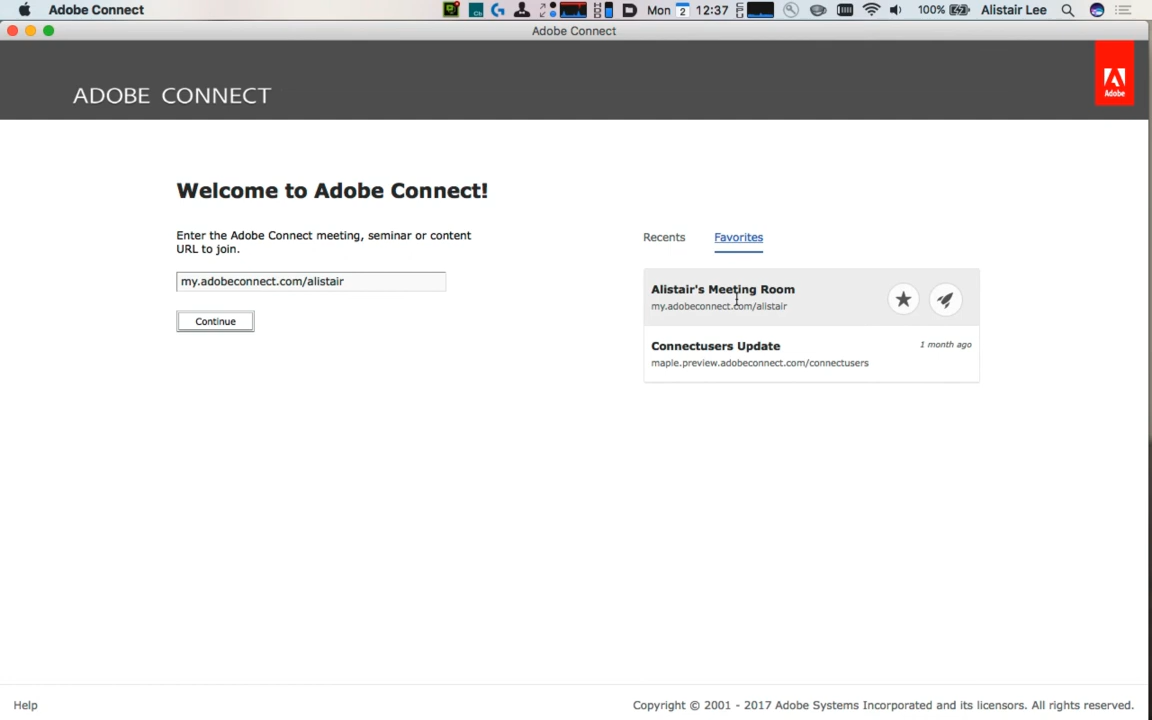 Adobe Connect
Mon 2 12:37 100% Alistair Lee
Adobe Connect
ADOBE CONNECT
Adobe
Welcome to Adobe Connect!
Enter the Adobe Connect meeting, seminar or content
URL to join.
my.adobeconnect.com/alistair
Continue
Recents Favorites
Alistair's Meeting Room
my.adobeconnect.com/alistair
Connectusers Update 1 month ago
maple.preview.adobeconnect.com/connectusers
Help Copyright © 2001 - 2017 Adobe Systems Incorporated and its licensors. All rights reserved.